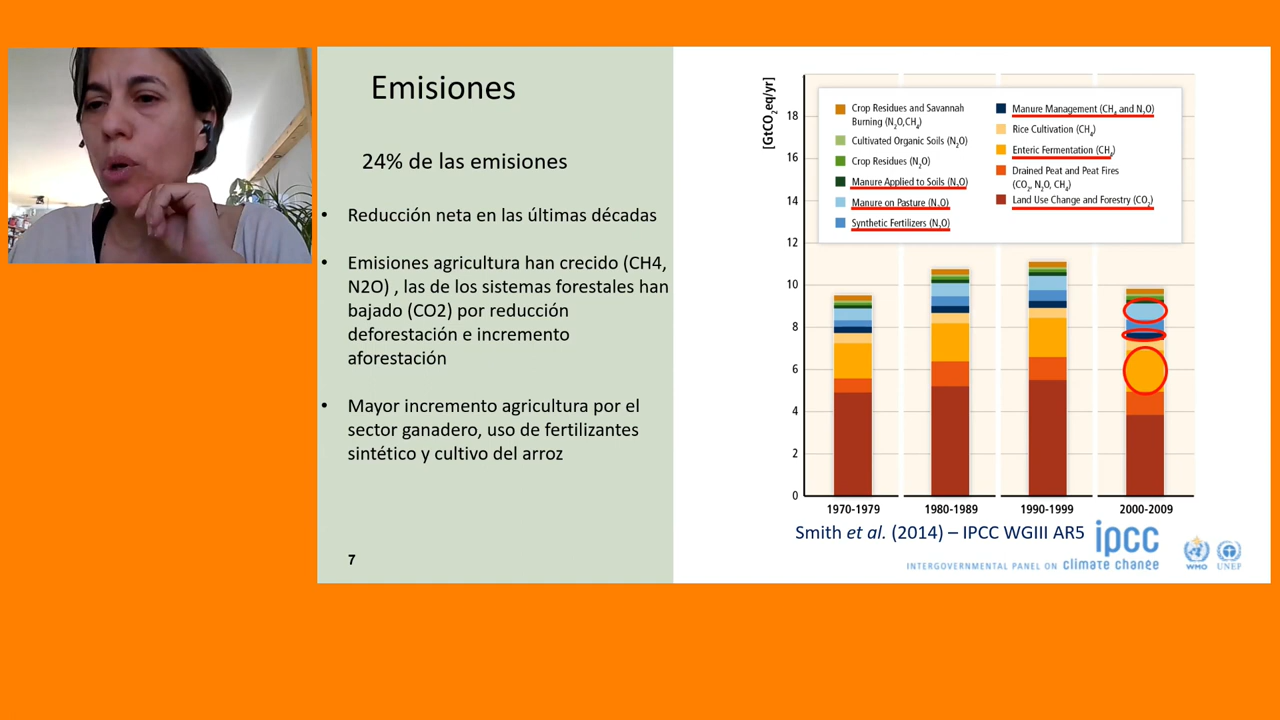 Emisiones
24% de las emisiones
• Reducción neta en las últimas décadas
• Emisiones agricultura han crecido (CH4,
N2O) , las de los sistemas forestales han
bajado (CO2) por reducción
deforestación e incremento
aforestación
• Mayor incremento agricultura por el
sector ganadero, uso de fertilizantes
sintético y cultivo del arroz
7
[GtCO₂eq/yr]
Crop Residues and Savannah
Burning (N₂O,CH₄)
Cultivated Organic Soils (N₂O)
Crop Residues (N₂O)
Manure Applied to Soils (N₂O)
Manure on Pasture (N₂O)
Synthetic Fertilizers (N₂O)
Manure Management (CH₄ and N₂O)
Rice Cultivation (CH₄)
Enteric Fermentation (CH₄)
Drained Peat and Peat Fires
(CO₂, N₂O, CH₄)
Land Use Change and Forestry (CO₂)
18
16
14
12
10
8
6
4
2
0
1970-1979
1980-1989
1990-1999
2000-2009
Smith et al. (2014) – IPCC WGIII AR5
ipcc
INTERGOVERNMENTAL PANEL ON climate change
WMO
UNEP